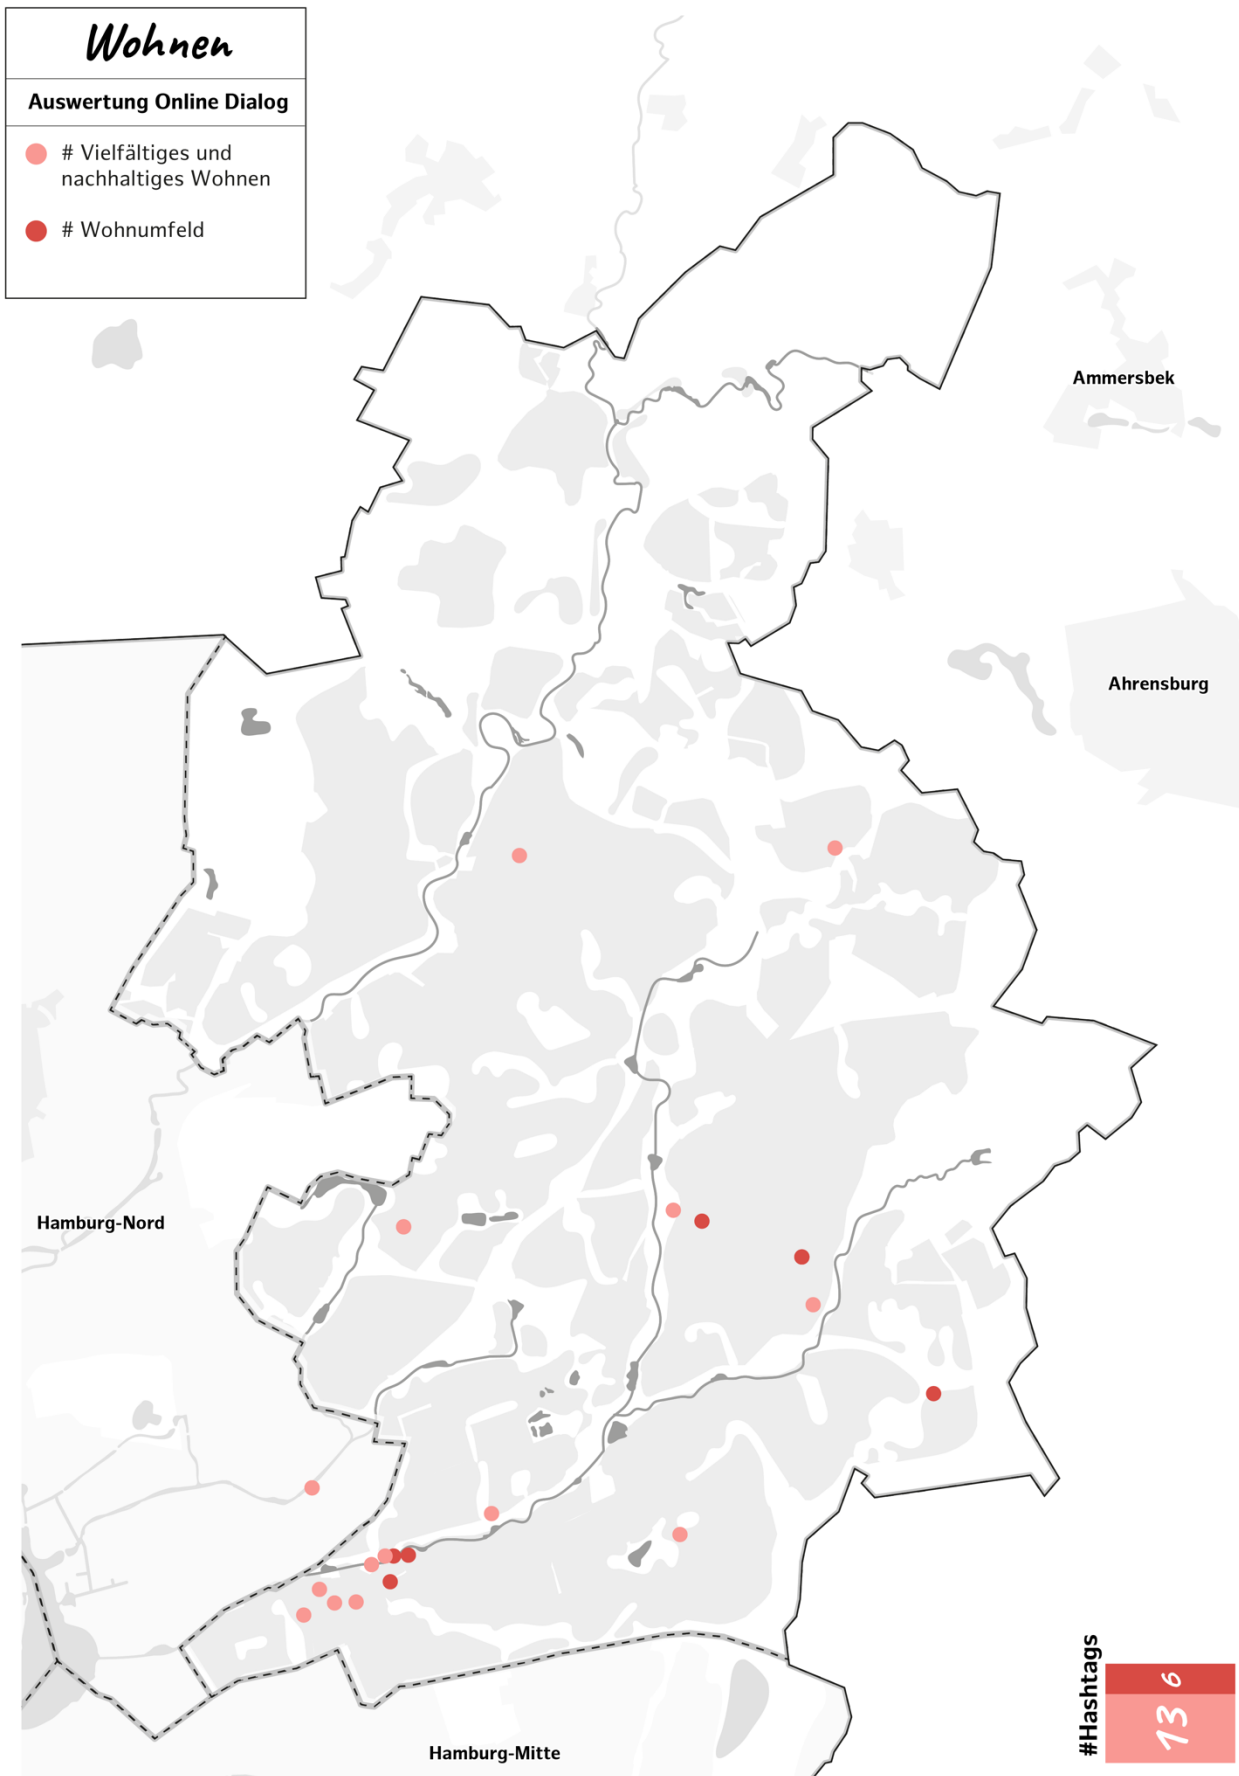 Wohnen
Auswertung Online Dialog
# Vielfältiges und
nachhaltiges Wohnen
# Wohnumfeld
Ammersbek
Ahrensburg
Hamburg-Nord
Hamburg-Mitte
#Hashtags
6
13